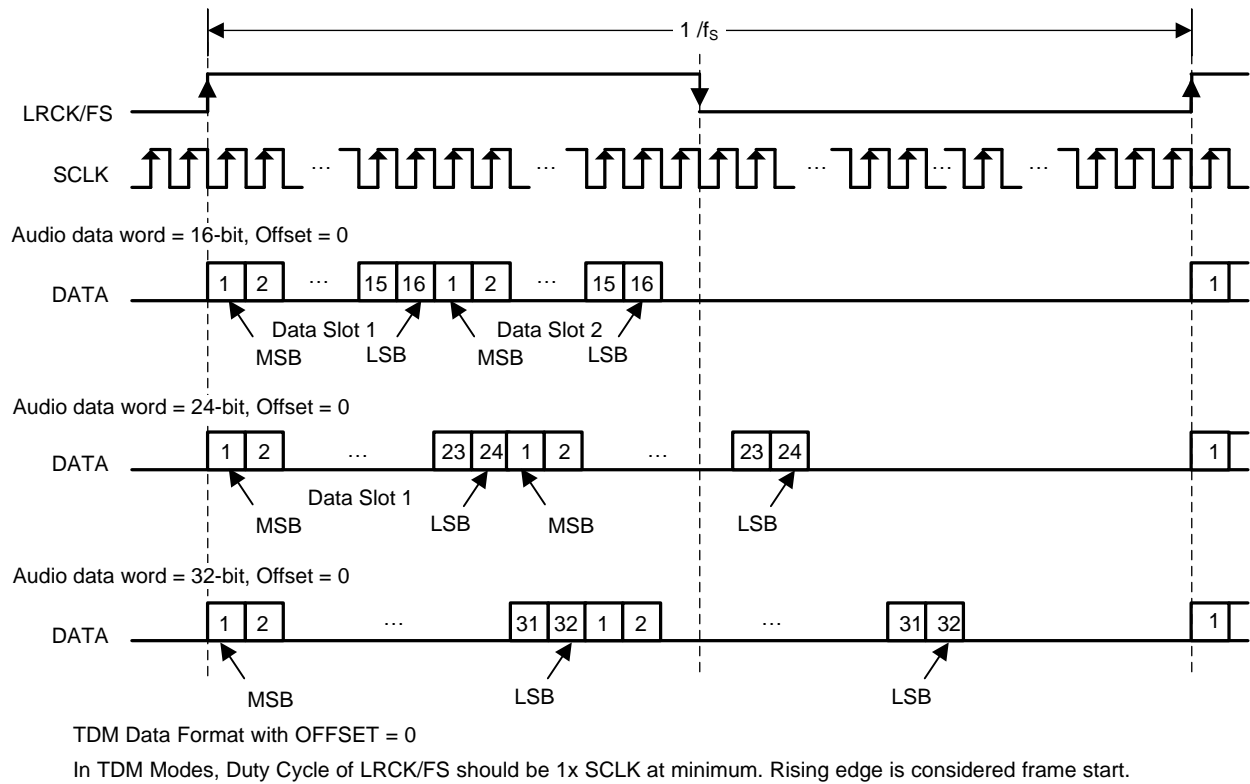 1 /fS
LRCK/FS
SCLK … … … … …
Audio data word = 16-bit, Offset = 0
DATA 1 2 … 15 16 1 2 … 15 16 1
Data Slot 1 Data Slot 2
MSB LSB MSB LSB
Audio data word = 24-bit, Offset = 0
DATA 1 2 … 23 24 1 2 … 23 24 1
Data Slot 1
MSB LSB MSB LSB
Audio data word = 32-bit, Offset = 0
DATA 1 2 … 31 32 1 2 … 31 32 1
MSB LSB LSB
TDM Data Format with OFFSET = 0
In TDM Modes, Duty Cycle of LRCK/FS should be 1x SCLK at minimum. Rising edge is considered frame start.